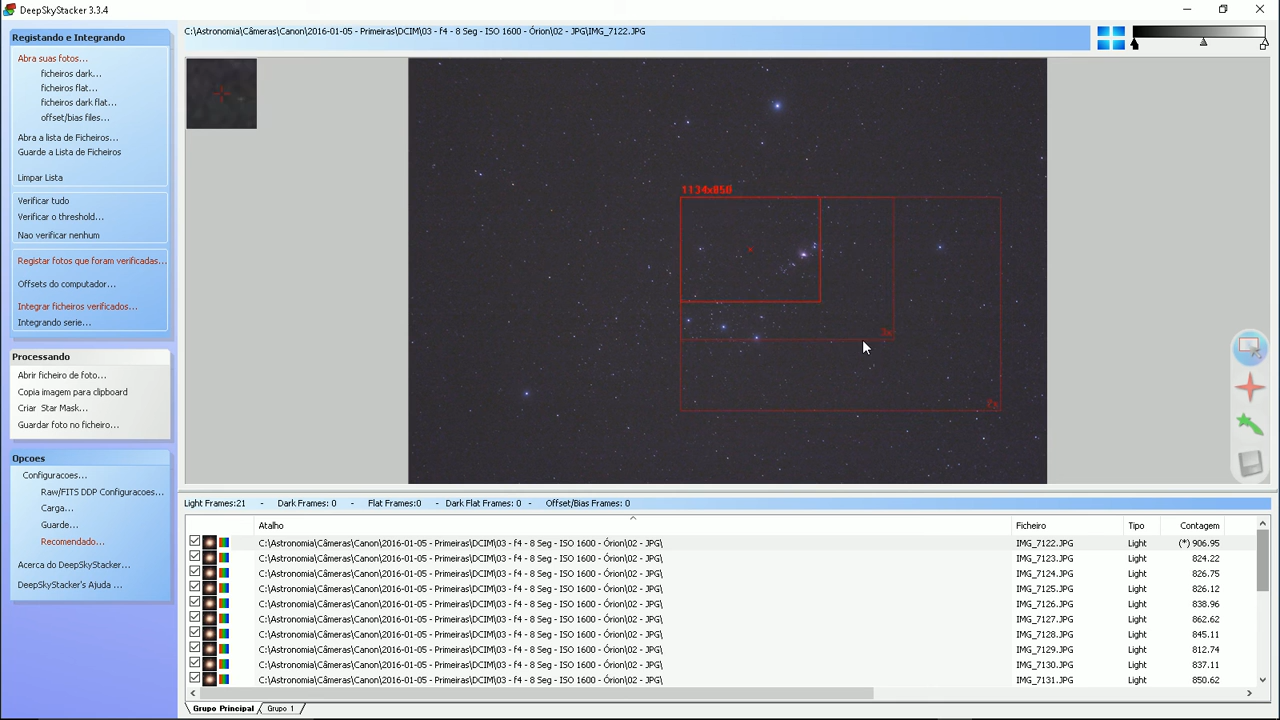 DeepSkyStacker 3.3.4
Registando e Integrando
Abra suas fotos...
ficheiros dark...
ficheiros flat...
ficheiros dark flat...
offset/bias files...
Abra a lista de Ficheiros...
Guarde a Lista de Ficheiros
Limpar Lista
Verificar tudo
Verificar o threshold...
Nao verificar nenhum
Registar fotos que foram verificadas...
Offsets do computador...
Integrar ficheiros verificados...
Integrando serie...
Processando
Abrir ficheiro de foto...
Copia imagem para clipboard
Criar Star Mask...
Guardar foto no ficheiro...
Opcoes
Configuracoes...
Raw/FITS DDP Configuracoes...
Carga...
Guarde...
Recomendado...
Acerca do DeepSkyStacker...
DeepSkyStacker's Ajuda ...
C:\Astronomia\Câmeras\Canon\2016-01-05 - Primeiras\DCIM\03 - f4 - 8 Seg - ISO 1600 - Órion\02 - JPG\IMG_7122.JPG
1134x850
3x
2x
Light Frames:21 - Dark Frames: 0 - Flat Frames:0 - Dark Flat Frames: 0 - Offset/Bias Frames: 0
Atalho Ficheiro Tipo Contagem
C:\Astronomia\Câmeras\Canon\2016-01-05 - Primeiras\DCIM\03 - f4 - 8 Seg - ISO 1600 - Órion\02 - JPG\ IMG_7122.JPG Light (*) 906.95
C:\Astronomia\Câmeras\Canon\2016-01-05 - Primeiras\DCIM\03 - f4 - 8 Seg - ISO 1600 - Órion\02 - JPG\ IMG_7123.JPG Light 824.22
C:\Astronomia\Câmeras\Canon\2016-01-05 - Primeiras\DCIM\03 - f4 - 8 Seg - ISO 1600 - Órion\02 - JPG\ IMG_7124.JPG Light 826.75
C:\Astronomia\Câmeras\Canon\2016-01-05 - Primeiras\DCIM\03 - f4 - 8 Seg - ISO 1600 - Órion\02 - JPG\ IMG_7125.JPG Light 826.12
C:\Astronomia\Câmeras\Canon\2016-01-05 - Primeiras\DCIM\03 - f4 - 8 Seg - ISO 1600 - Órion\02 - JPG\ IMG_7126.JPG Light 838.96
C:\Astronomia\Câmeras\Canon\2016-01-05 - Primeiras\DCIM\03 - f4 - 8 Seg - ISO 1600 - Órion\02 - JPG\ IMG_7127.JPG Light 862.62
C:\Astronomia\Câmeras\Canon\2016-01-05 - Primeiras\DCIM\03 - f4 - 8 Seg - ISO 1600 - Órion\02 - JPG\ IMG_7128.JPG Light 845.11
C:\Astronomia\Câmeras\Canon\2016-01-05 - Primeiras\DCIM\03 - f4 - 8 Seg - ISO 1600 - Órion\02 - JPG\ IMG_7129.JPG Light 812.74
C:\Astronomia\Câmeras\Canon\2016-01-05 - Primeiras\DCIM\03 - f4 - 8 Seg - ISO 1600 - Órion\02 - JPG\ IMG_7130.JPG Light 837.11
C:\Astronomia\Câmeras\Canon\2016-01-05 - Primeiras\DCIM\03 - f4 - 8 Seg - ISO 1600 - Órion\02 - JPG\ IMG_7131.JPG Light 850.62
Grupo Principal Grupo 1